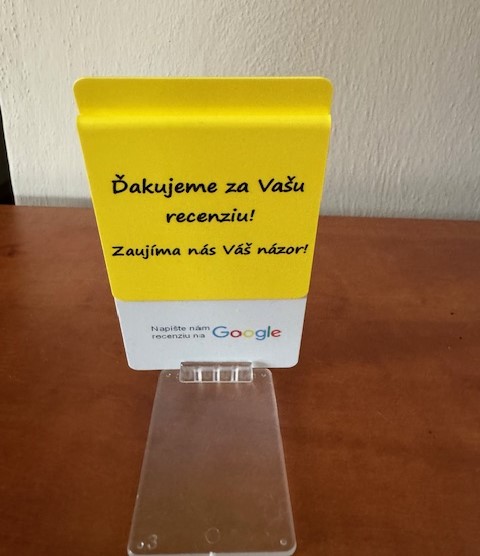 Ďakujeme za Vašu
recenziu!
Zaujíma nás Váš názor!
Napíšte nám
recenziu na Google